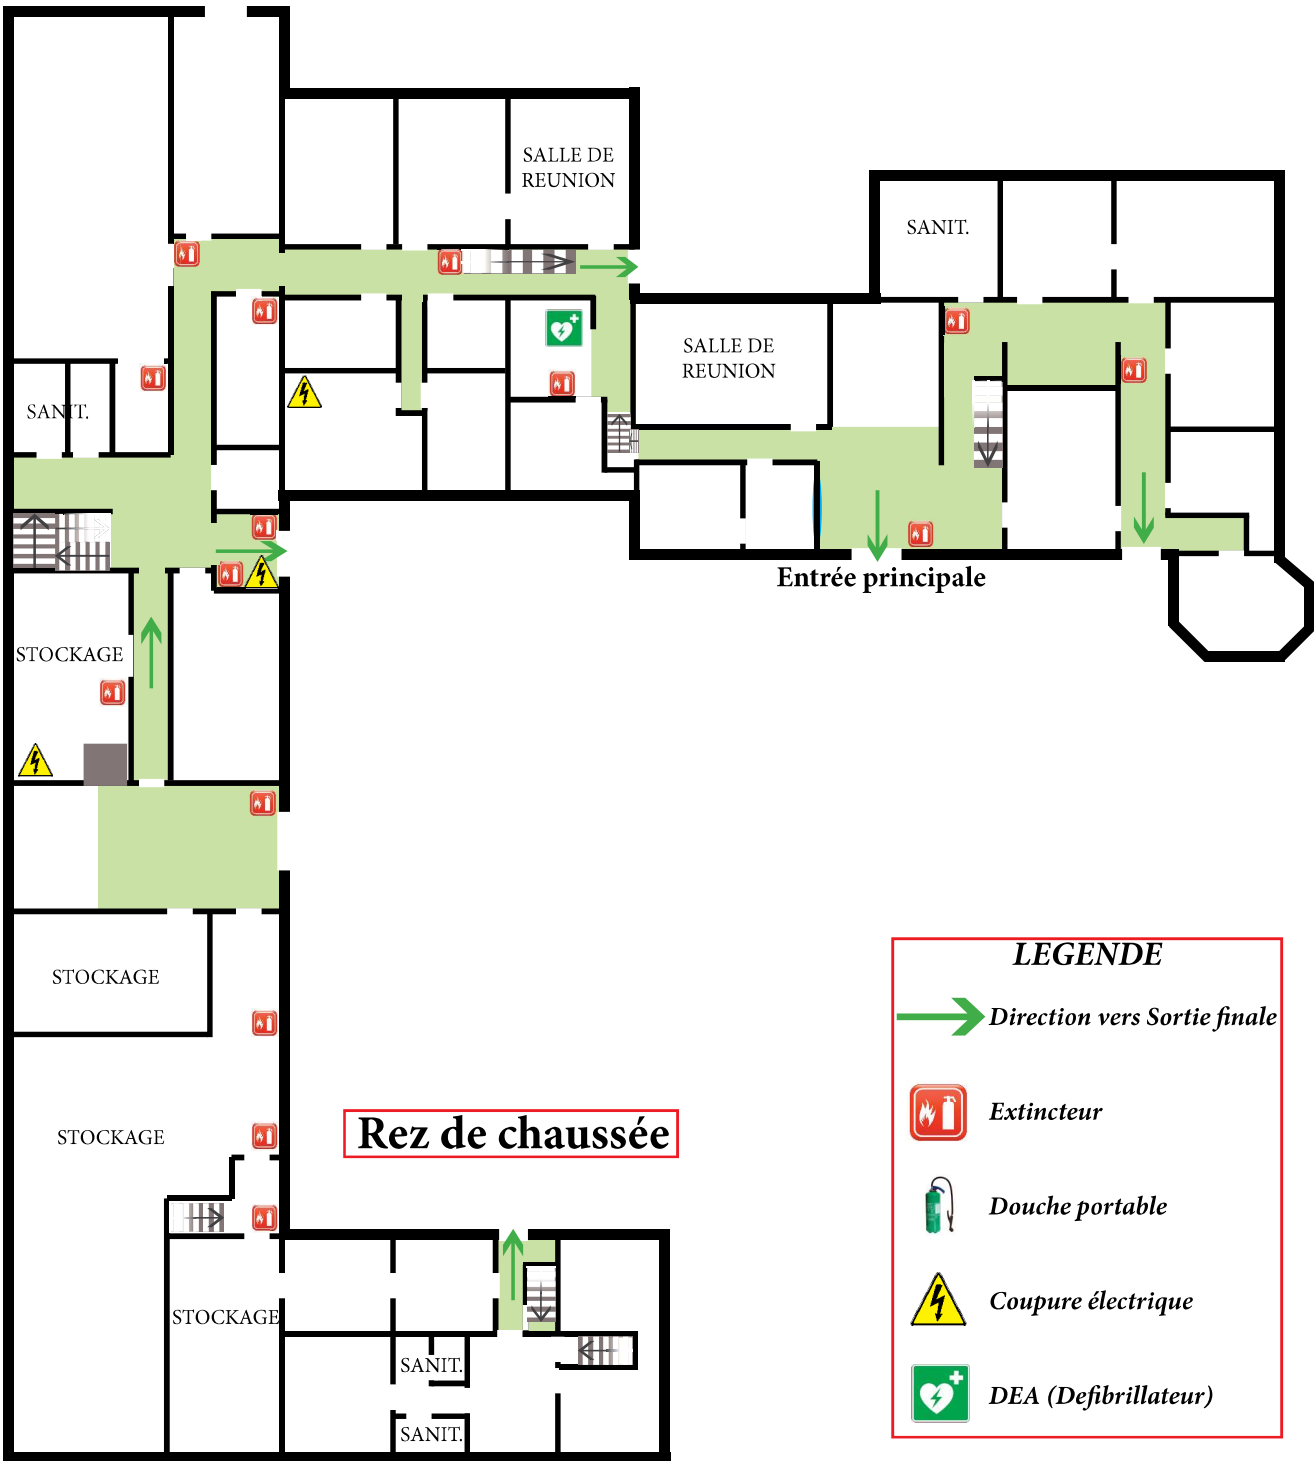 SALLE DE
REUNION
SANIT.
SALLE DE
REUNION
SANIT.
Entrée principale
STOCKAGE
STOCKAGE
STOCKAGE
Rez de chaussée
STOCKAGE
SANIT.
SANIT.
LEGENDE
Direction vers Sortie finale
Extincteur
Douche portable
Coupure électrique
DEA (Defibrillateur)